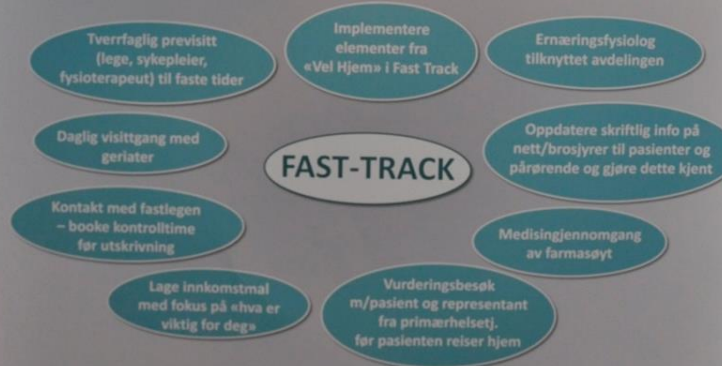 Tverrfaglig previsitt
(lege, sykepleier,
fysioterapeut) til faste tider
Implementere
elementer fra
«Vel Hjem» i Fast Track
Ernæringsfysiolog
tilknyttet avdelingen
Daglig visittgang med
geriater
FAST-TRACK
Oppdatere skriftlig info på
nett/brosjyrer til pasienter og
pårørende og gjøre dette kjent
Kontakt med fastlegen
– booke kontrolltime
før utskrivning
Medisingjennomgang
av farmasøyt
Lage innkomstmal
med fokus på «hva er
viktig for deg»
Vurderingsbesøk
m/pasient og representant
fra primærhelsetj.
før pasienten reiser hjem